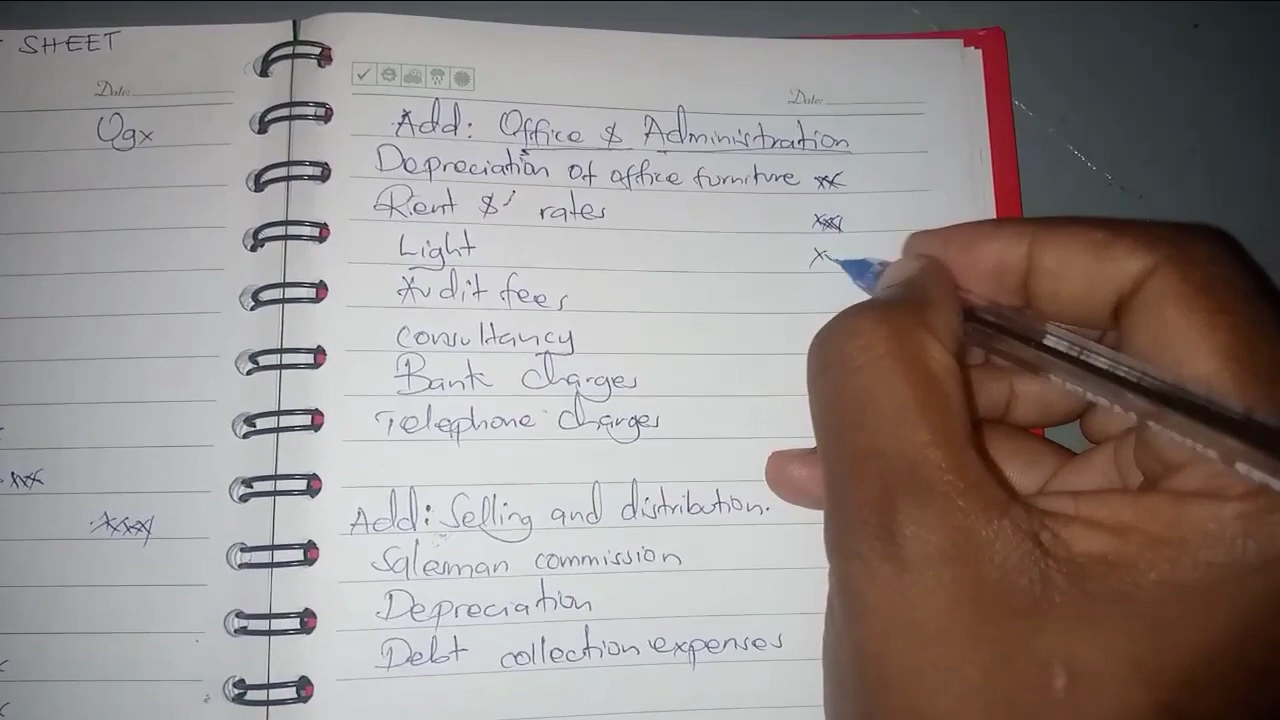 SHEET
Date:
Ugx
xx
xxxx
Date:
Add: Office & Administration
Depreciation of office furniture xx
Rent & rates xxx
Light x
Audit fees
Consultancy
Bank charges
Telephone charges
Add: Selling and distribution.
Salesman commission
Depreciation
Debt collection expenses